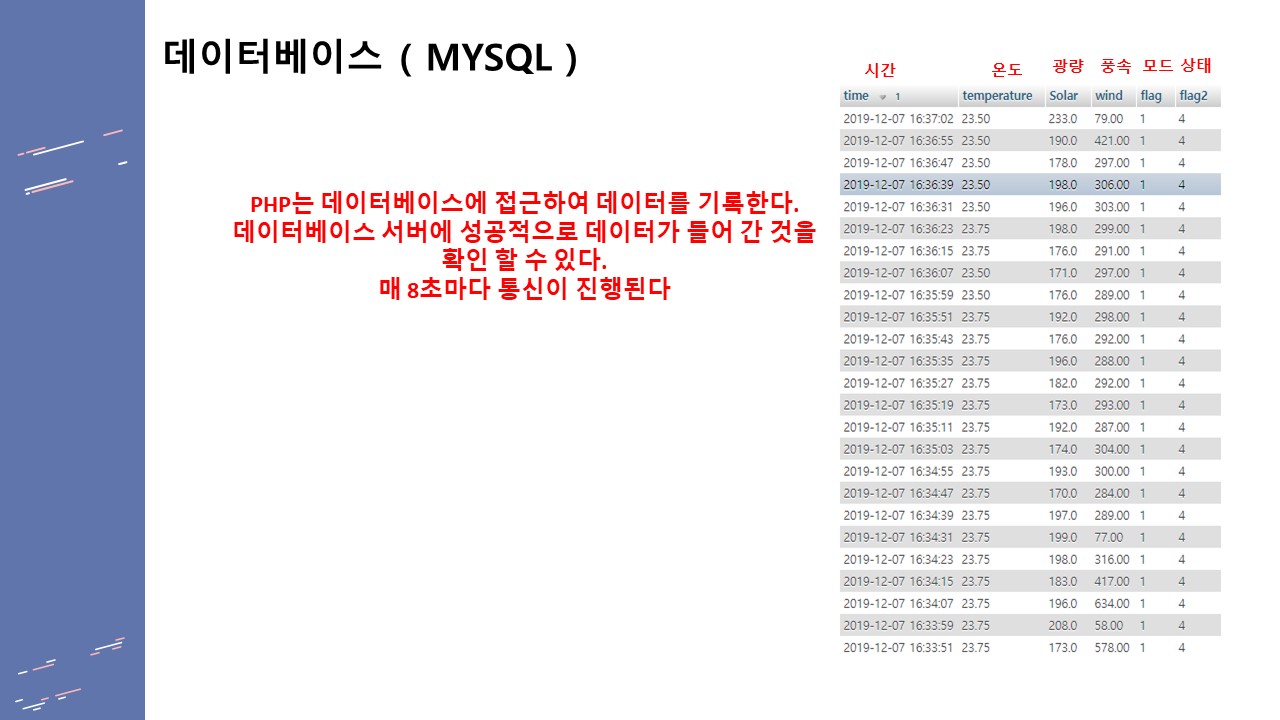 데이터베이스 ( MYSQL )
PHP는 데이터베이스에 접근하여 데이터를 기록한다.
데이터베이스 서버에 성공적으로 데이터가 들어 간 것을
확인 할 수 있다.
매 8초마다 통신이 진행된다
시간 온도 광량 풍속 모드 상태
time 1 temperature Solar wind flag flag2
2019-12-07 16:37:02 23.50 233.0 79.00 1 4
2019-12-07 16:36:55 23.50 190.0 421.00 1 4
2019-12-07 16:36:47 23.50 178.0 297.00 1 4
2019-12-07 16:36:39 23.50 198.0 306.00 1 4
2019-12-07 16:36:31 23.50 196.0 303.00 1 4
2019-12-07 16:36:23 23.75 198.0 299.00 1 4
2019-12-07 16:36:15 23.75 176.0 291.00 1 4
2019-12-07 16:36:07 23.50 171.0 297.00 1 4
2019-12-07 16:35:59 23.50 176.0 289.00 1 4
2019-12-07 16:35:51 23.75 192.0 298.00 1 4
2019-12-07 16:35:43 23.75 176.0 292.00 1 4
2019-12-07 16:35:35 23.75 196.0 288.00 1 4
2019-12-07 16:35:27 23.75 182.0 292.00 1 4
2019-12-07 16:35:19 23.75 173.0 293.00 1 4
2019-12-07 16:35:11 23.75 192.0 287.00 1 4
2019-12-07 16:35:03 23.75 174.0 304.00 1 4
2019-12-07 16:34:55 23.75 193.0 300.00 1 4
2019-12-07 16:34:47 23.75 170.0 284.00 1 4
2019-12-07 16:34:39 23.75 197.0 289.00 1 4
2019-12-07 16:34:31 23.75 199.0 77.00 1 4
2019-12-07 16:34:23 23.75 198.0 316.00 1 4
2019-12-07 16:34:15 23.75 183.0 417.00 1 4
2019-12-07 16:34:07 23.75 196.0 634.00 1 4
2019-12-07 16:33:59 23.75 208.0 58.00 1 4
2019-12-07 16:33:51 23.75 173.0 578.00 1 4